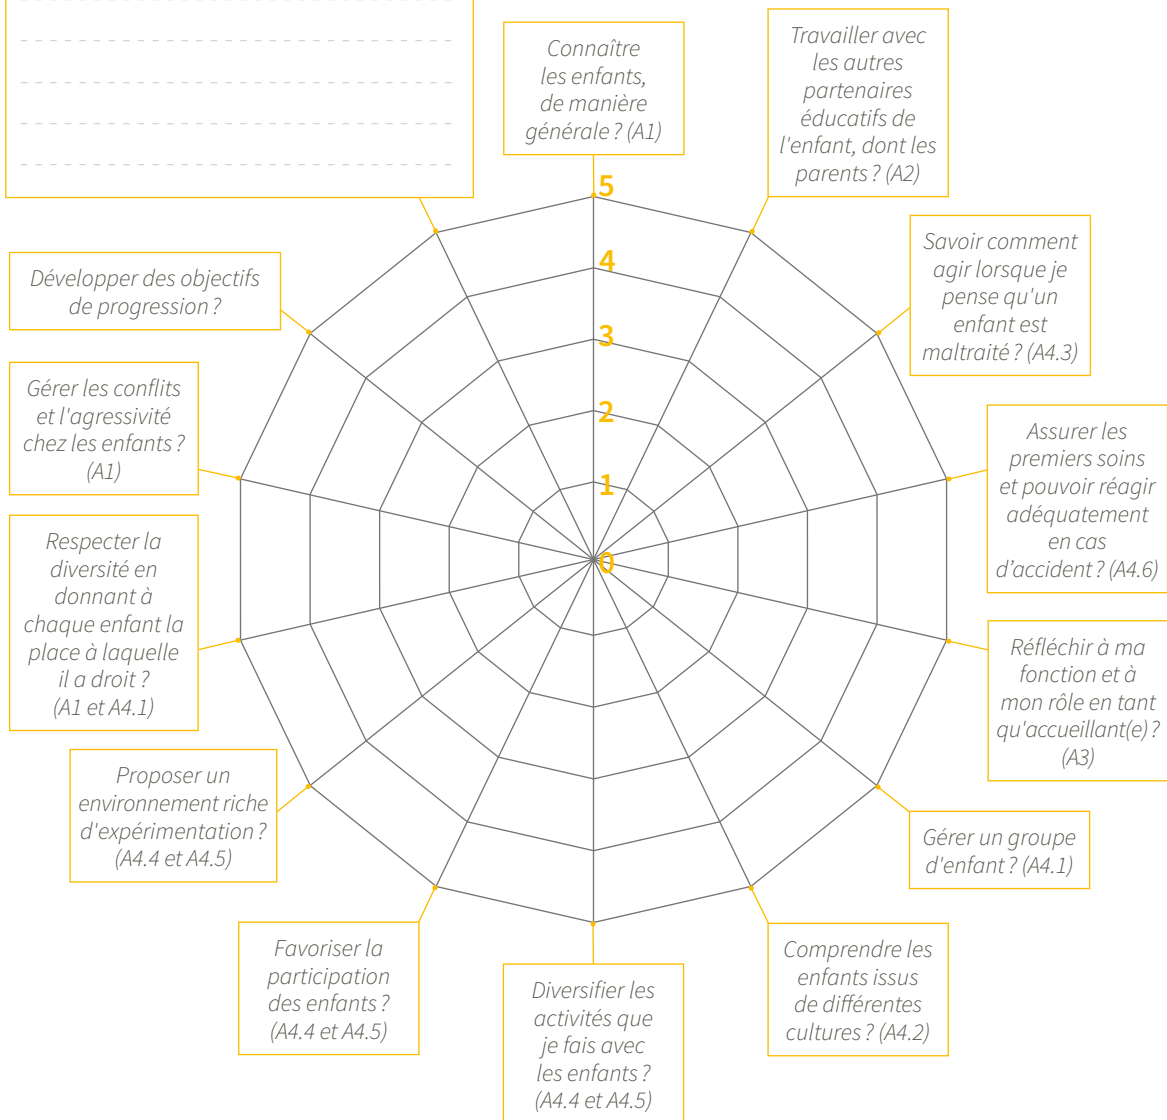 Connaître
les enfants,
de manière
générale ? (A1)
Travailler avec
les autres
partenaires
éducatifs de
l'enfant, dont les
parents ? (A2)
Savoir comment
agir lorsque je
pense qu'un
enfant est
maltraité ? (A4.3)
Assurer les
premiers soins
et pouvoir réagir
adéquatement
en cas
d’accident ? (A4.6)
Réfléchir à ma
fonction et à
mon rôle en tant
qu'accueillant(e) ?
(A3)
Gérer un groupe
d'enfant ? (A4.1)
Comprendre les
enfants issus
de différentes
cultures ? (A4.2)
Diversifier les
activités que
je fais avec
les enfants ?
(A4.4 et A4.5)
Favoriser la
participation
des enfants ?
(A4.4 et A4.5)
Proposer un
environnement riche
d'expérimentation ?
(A4.4 et A4.5)
Respecter la
diversité en
donnant à
chaque enfant la
place à laquelle
il a droit ?
(A1 et A4.1)
Gérer les conflits
et l'agressivité
chez les enfants ?
(A1)
Développer des objectifs
de progression ?
5
4
3
2
1
0